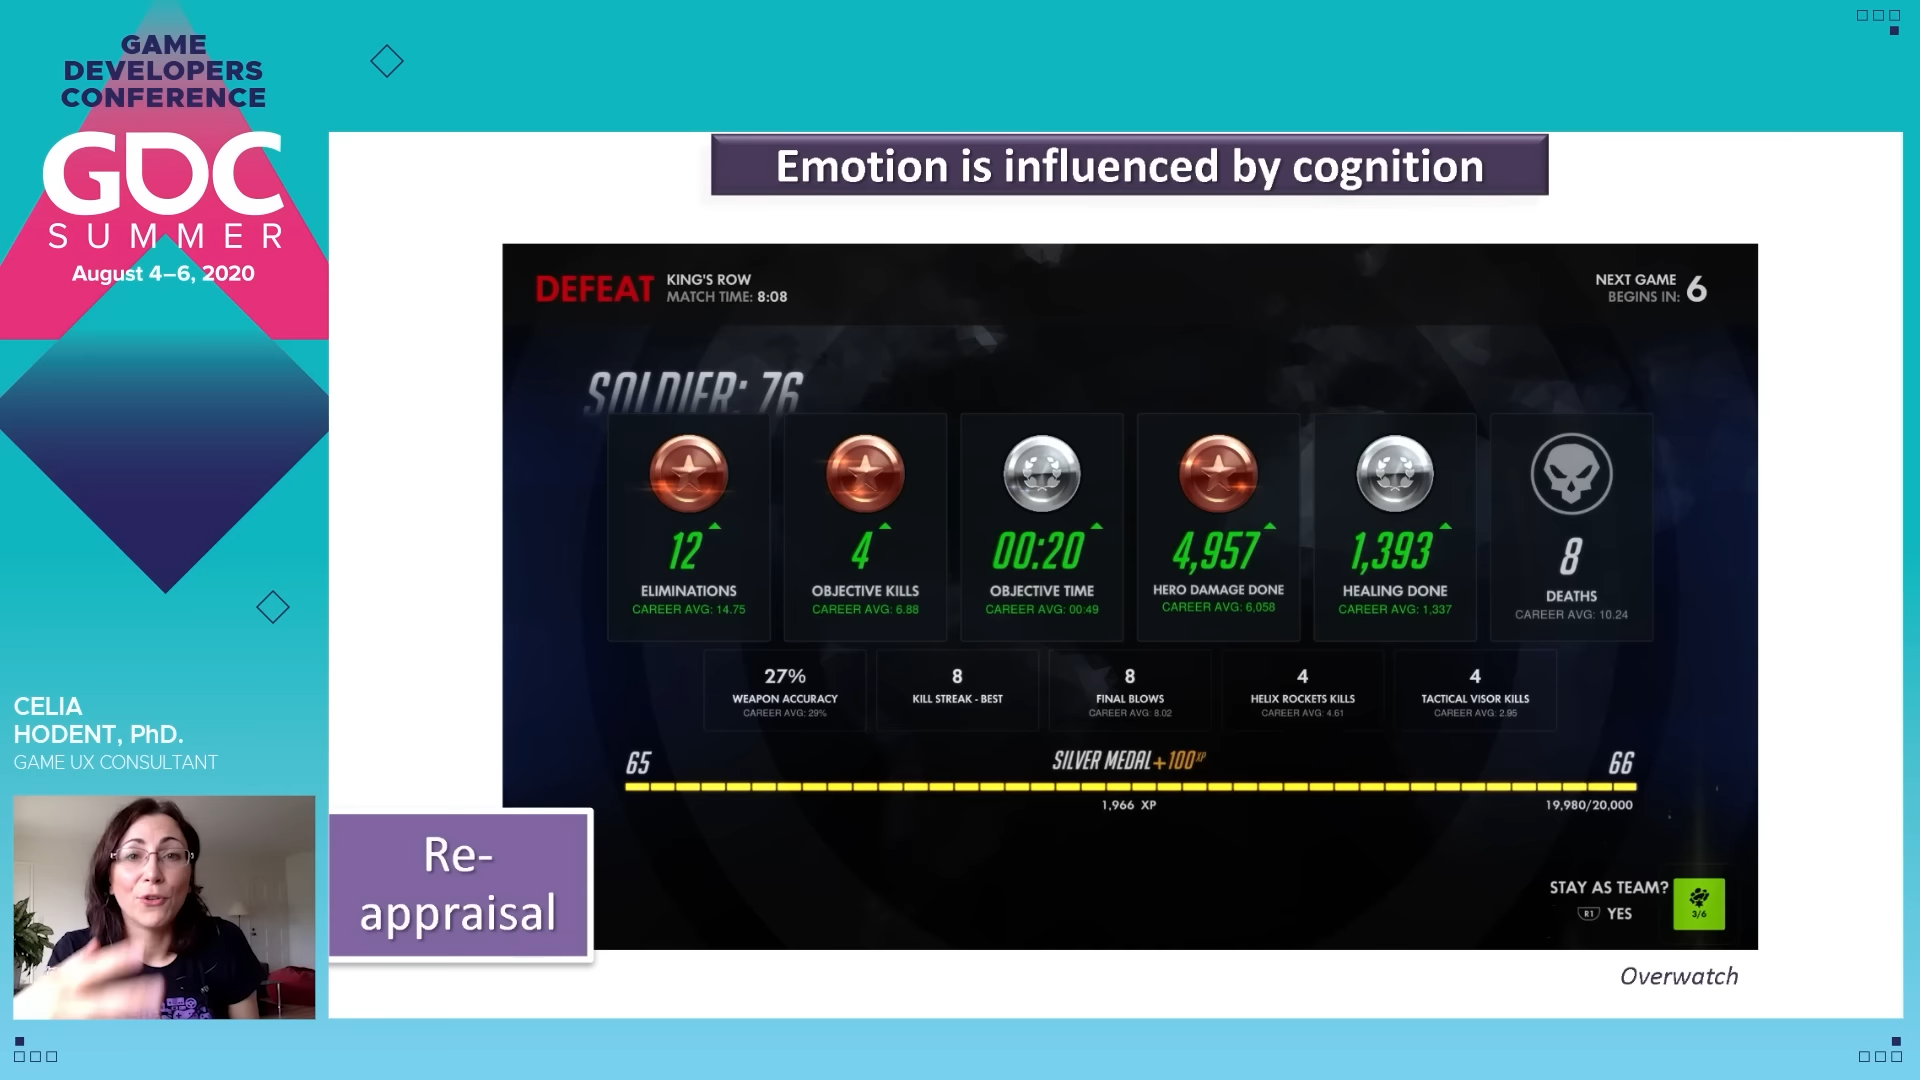 GAME
DEVELOPERS
CONFERENCE
GDC
SUMMER
August 4–6, 2020
CELIA
HODENT, PhD.
GAME UX CONSULTANT
Emotion is influenced by cognition
DEFEAT
KING'S ROW
MATCH TIME: 8:08
NEXT GAME
BEGINS IN: 6
SOLDIER: 76
12
ELIMINATIONS
CAREER AVG: 14.75
4
OBJECTIVE KILLS
CAREER AVG: 6.88
00:20
OBJECTIVE TIME
CAREER AVG: 00:49
4,957
HERO DAMAGE DONE
CAREER AVG: 6,058
1,393
HEALING DONE
CAREER AVG: 1,337
8
DEATHS
CAREER AVG: 10.24
27%
WEAPON ACCURACY
CAREER AVG: 29%
8
KILL STREAK - BEST
8
FINAL BLOWS
CAREER AVG: 8.02
4
HELIX ROCKETS KILLS
CAREER AVG: 4.61
4
TACTICAL VISOR KILLS
CAREER AVG: 2.95
65
SILVER MEDAL +100 XP
66
1,966 XP
19,980/20,000
STAY AS TEAM?
R1 YES
3/6
Re-
appraisal
Overwatch